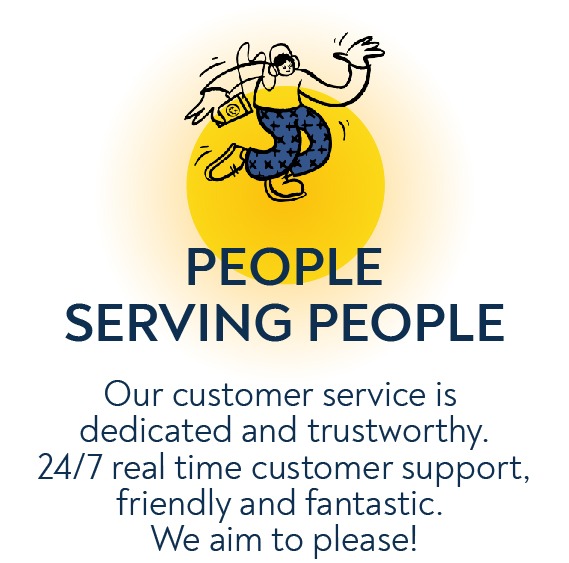 PEOPLE
SERVING PEOPLE
Our customer service is
dedicated and trustworthy.
24/7 real time customer support,
friendly and fantastic.
We aim to please!